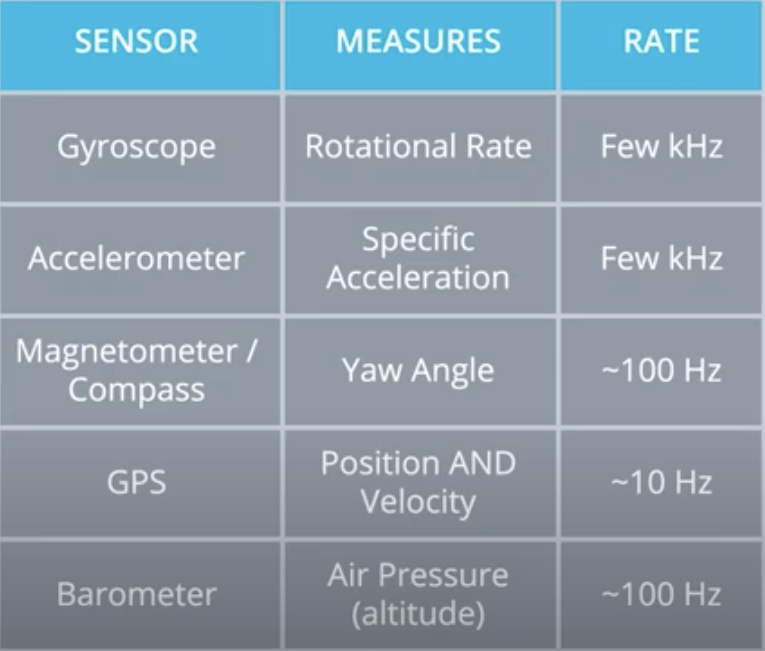 SENSOR MEASURES RATE
Gyroscope Rotational Rate Few kHz
Accelerometer Specific Acceleration Few kHz
Magnetometer / Compass Yaw Angle ~100 Hz
GPS Position AND Velocity ~10 Hz
Barometer Air Pressure (altitude) ~100 Hz